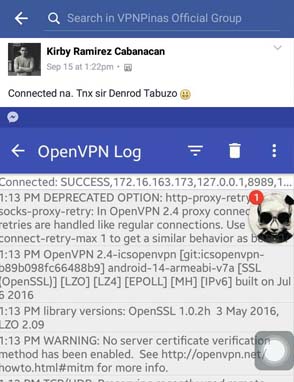 Search in VPNPinas Official Group
Kirby Ramirez Cabanacan
Sep 15 at 1:22pm •
Connected na. Tnx sir Denrod Tabuzo
OpenVPN Log
Connected: SUCCESS,172.16.163.173,127.0.0.1,8989,1...
1:13 PM DEPRECATED OPTION: http-proxy-retry
1
socks-proxy-retry: In OpenVPN 2.4 proxy connec
retries are handled like regular connections. Use
connect-retry-max 1 to get a similar behavior as be
1:13 PM OpenVPN 2.4-icsopenvpn [git:icsopenvpn-
b89b098fc66488b9] android-14-armeabi-v7a [SSL
(OpenSSL)] [LZO] [LZ4] [EPOLL] [MH] [IPv6] built on Jul
6 2016
1:13 PM library versions: OpenSSL 1.0.2h  3 May 2016,
LZO 2.09
1:13 PM WARNING: No server certificate verification
method has been enabled.  See http://openvpn.net/
howto.html#mitm for more info.